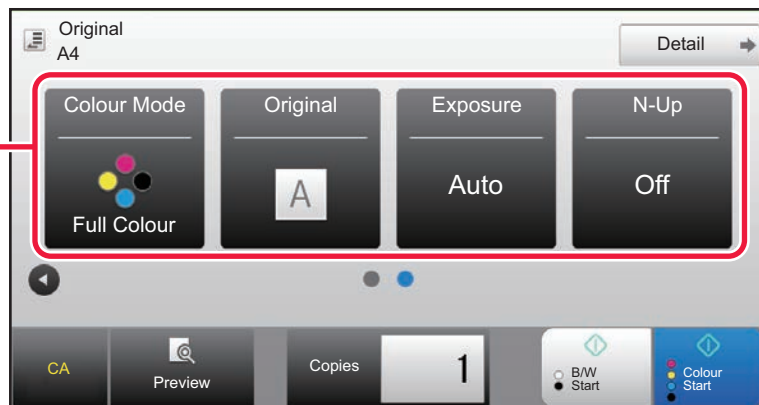 Original
A4
Detail
Colour Mode
Original
Exposure
N-Up
A
Auto
Off
Full Colour
CA
Preview
Copies
1
B/W
Start
Colour
Start